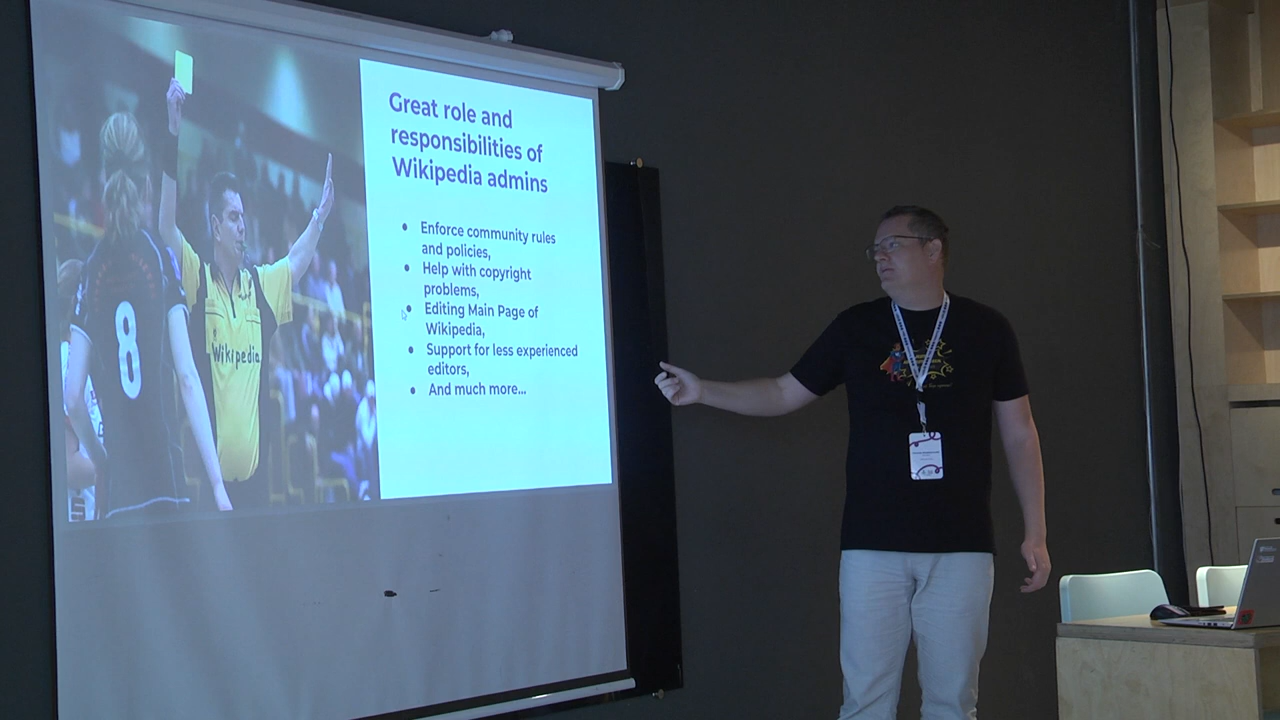 Great role and
responsibilities of
Wikipedia admins
• Enforce community rules
and policies,
• Help with copyright
problems,
• Editing Main Page of
Wikipedia,
• Support for less experienced
editors,
• And much more...
8
Wikipedia